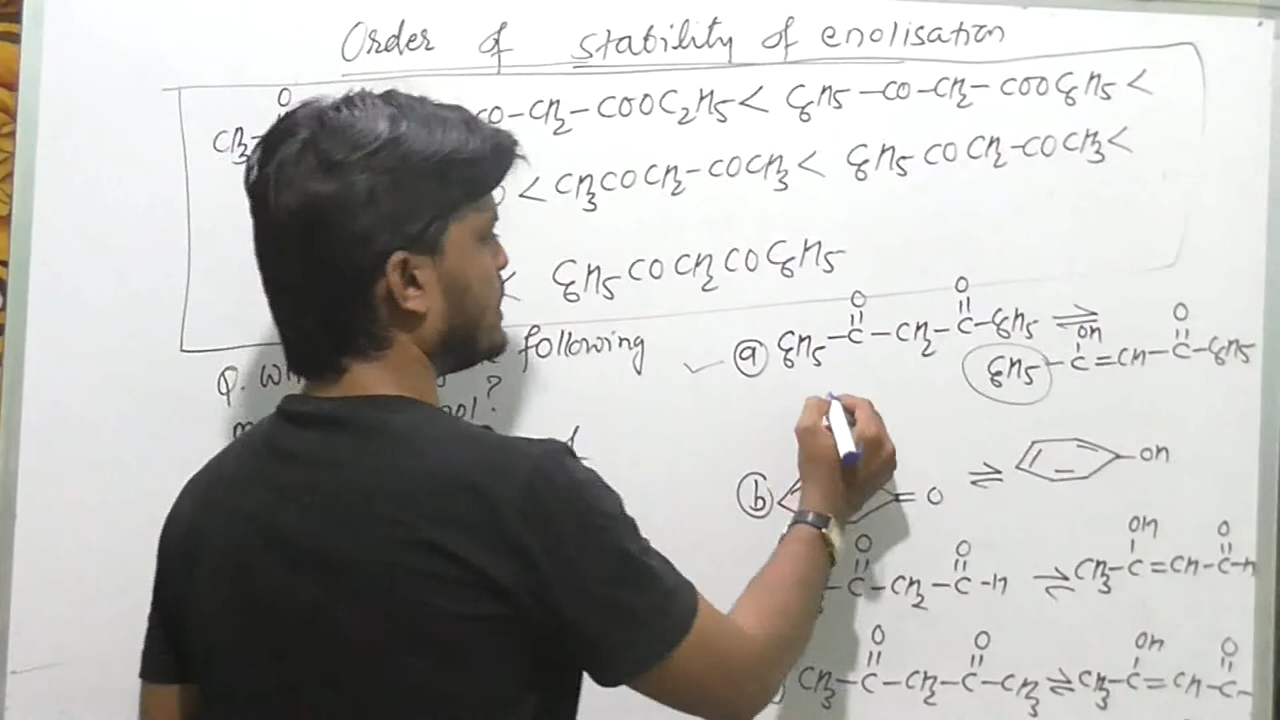 Order of stability of enolisation
O
CH3- CO-CH2-COOC2H5 < C6H5-CO-CH2-COOC6H5 <
< CH3COCH2-COCH3 < C6H5COCH2-COCH3 <
< C6H5COCH2COC6H5
Q. following
ⓐ C6H5-C(=O)-CH2-C(=O)-C6H5 ⇌ C6H5-C(OH)=CH-C(=O)-C6H5
ⓑ =O ⇌ -OH
-C(=O)-CH2-C(=O)-H ⇌ CH3-C(OH)=CH-C(=O)-H
CH3-C(=O)-CH2-C(=O)-CH3 ⇌ CH3-C(OH)=CH-C(=O)-